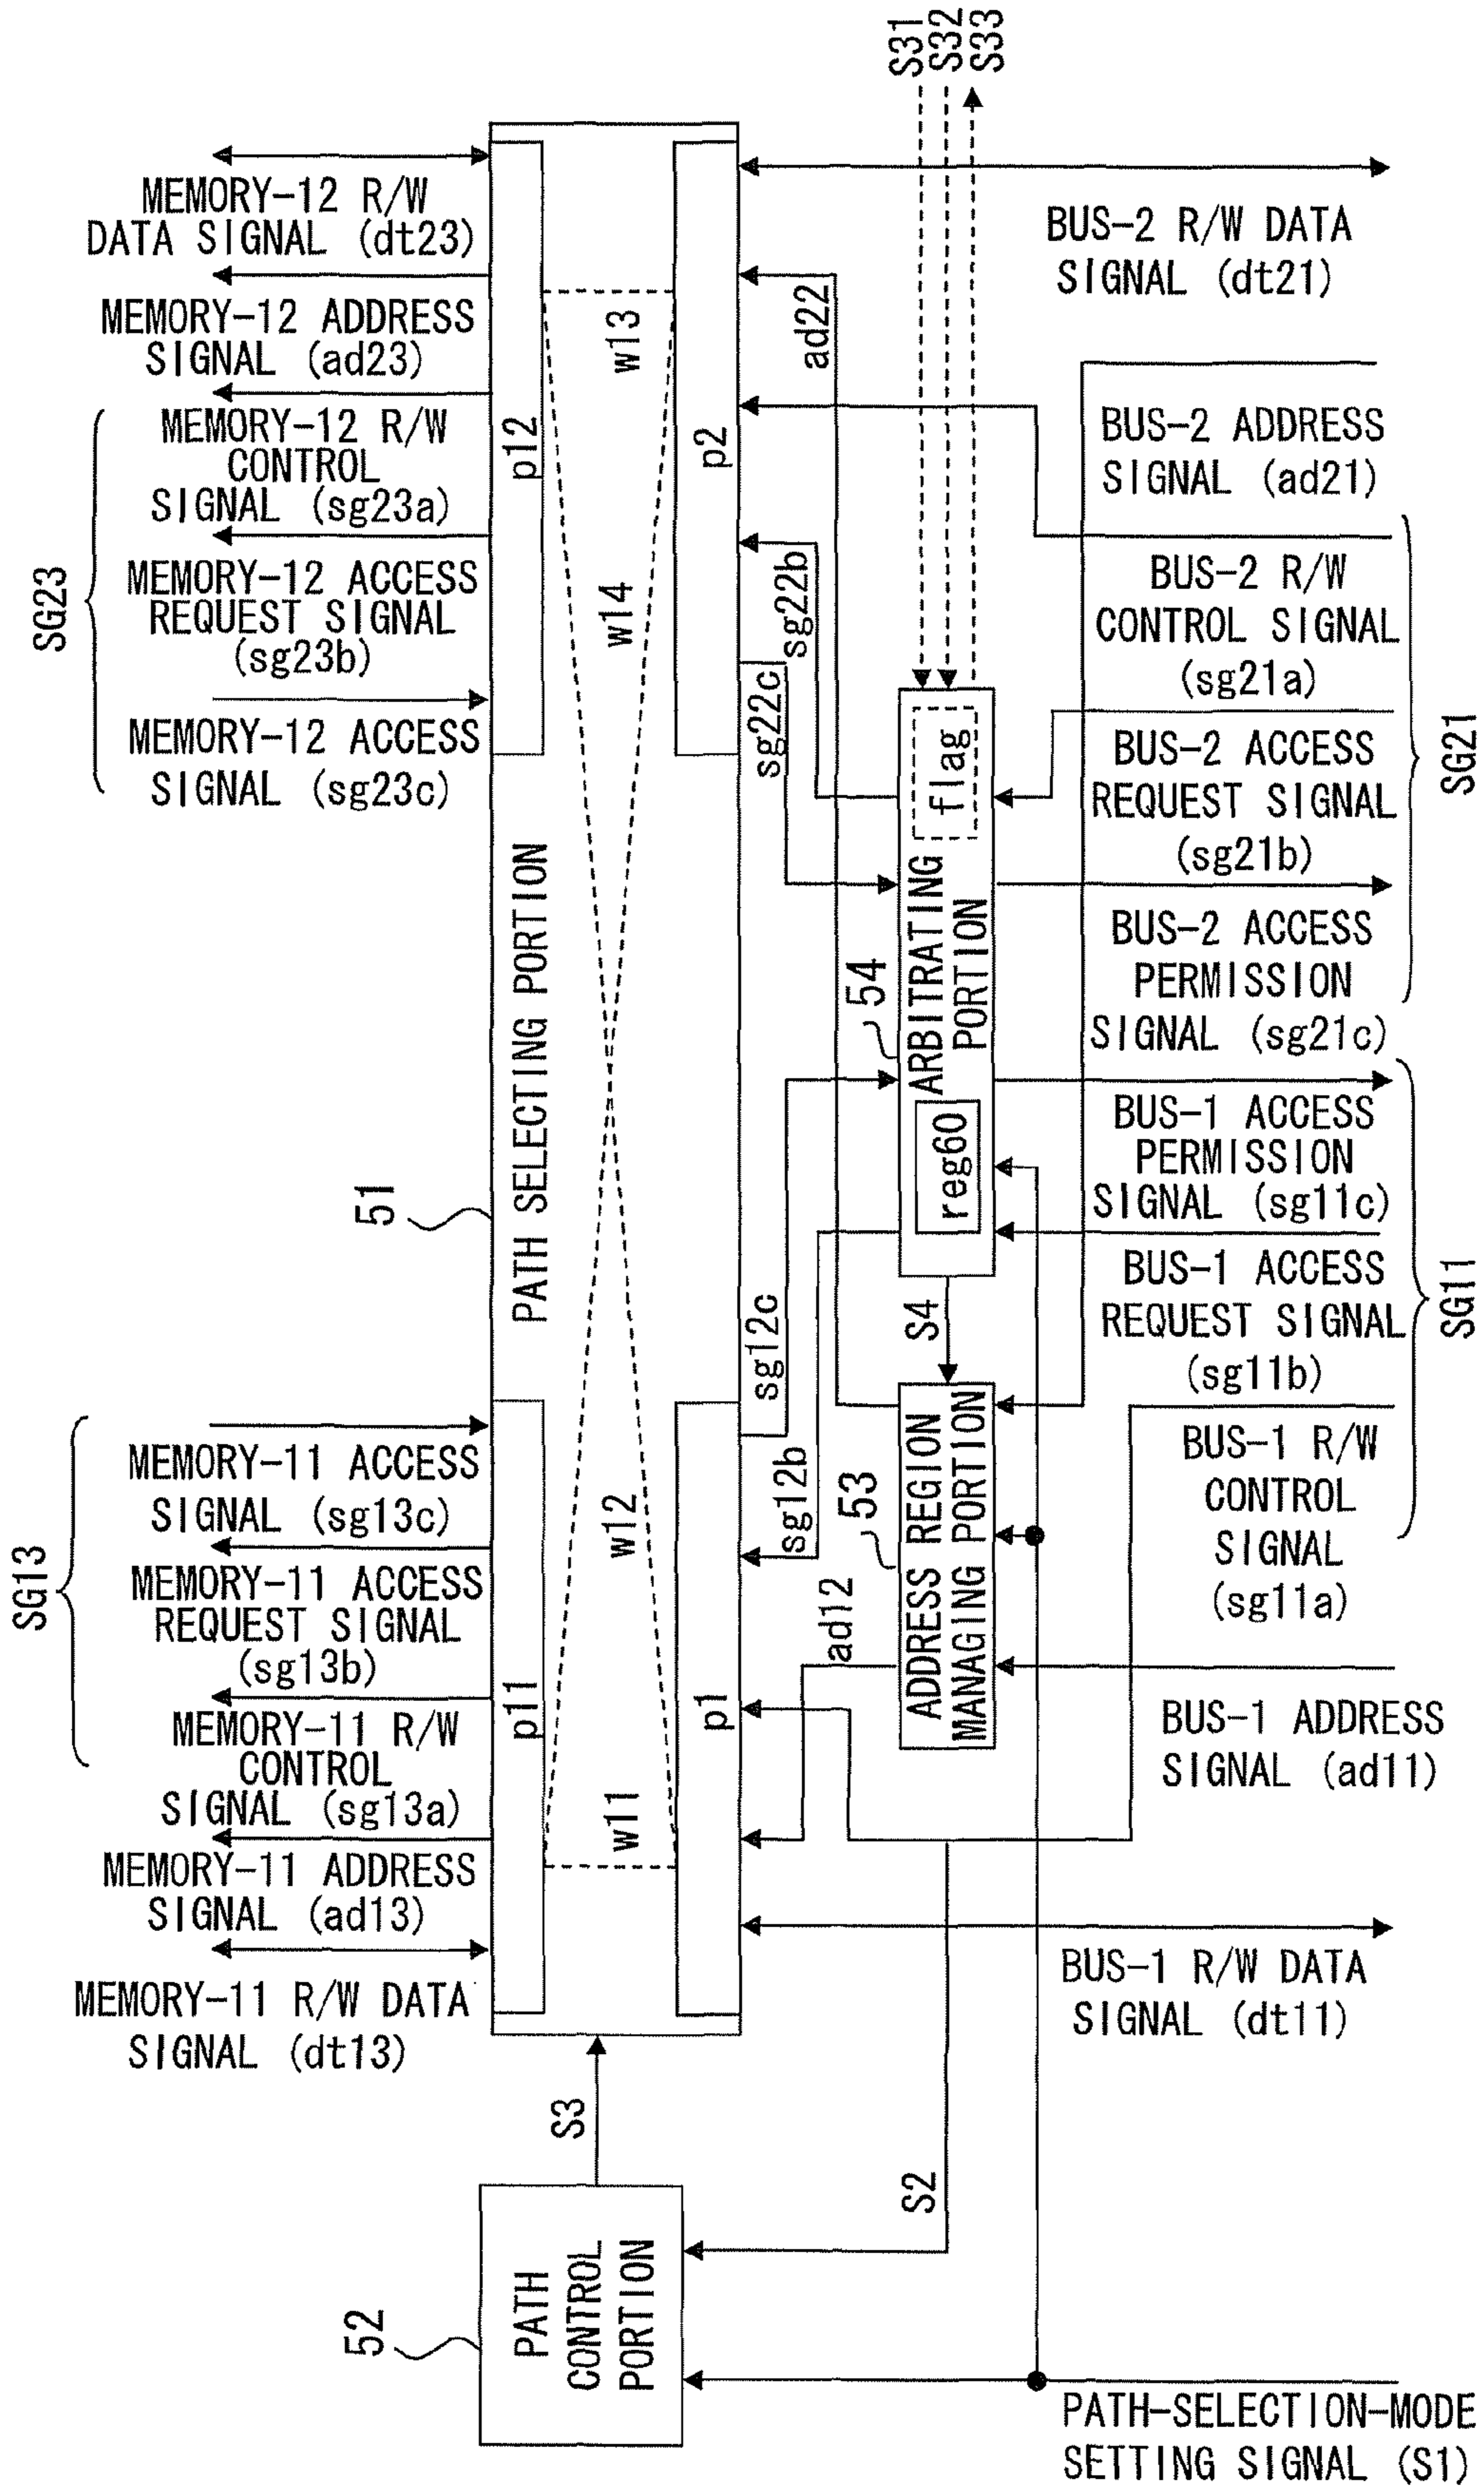 SG13
SG23
MEMORY-11 R/W DATA
SIGNAL (dt13)
MEMORY-11 ADDRESS
SIGNAL (ad13)
MEMORY-11 R/W
CONTROL
SIGNAL (sg13a)
MEMORY-11 ACCESS
REQUEST SIGNAL
(sg13b)
MEMORY-11 ACCESS
SIGNAL (sg13c)
MEMORY-12 ACCESS
SIGNAL (sg23c)
MEMORY-12 ACCESS
REQUEST SIGNAL
(sg23b)
MEMORY-12 R/W
CONTROL
SIGNAL (sg23a)
MEMORY-12 ADDRESS
SIGNAL (ad23)
MEMORY-12 R/W
DATA SIGNAL (dt23)
52
PATH
CONTROL
PORTION
S3
51
PATH SELECTING PORTION
p11
p12
w11
w12
w14
w13
p1
p2
sg12c
sg22c
sg12b
sg22b
ad12
ad22
S2
53
ADDRESS REGION
MANAGING PORTION
S4
54
ARBITRATING
PORTION
reg60
flag
S31
S32
S33
PATH-SELECTION-MODE
SETTING SIGNAL (S1)
BUS-1 R/W DATA
SIGNAL (dt11)
BUS-1 ADDRESS
SIGNAL (ad11)
BUS-1 R/W
CONTROL
SIGNAL
(sg11a)
BUS-1 ACCESS
REQUEST SIGNAL
(sg11b)
BUS-1 ACCESS
PERMISSION
SIGNAL (sg11c)
SG11
BUS-2 ACCESS
PERMISSION
SIGNAL (sg21c)
BUS-2 ACCESS
REQUEST SIGNAL
(sg21b)
BUS-2 R/W
CONTROL SIGNAL
(sg21a)
SG21
BUS-2 ADDRESS
SIGNAL (ad21)
BUS-2 R/W DATA
SIGNAL (dt21)